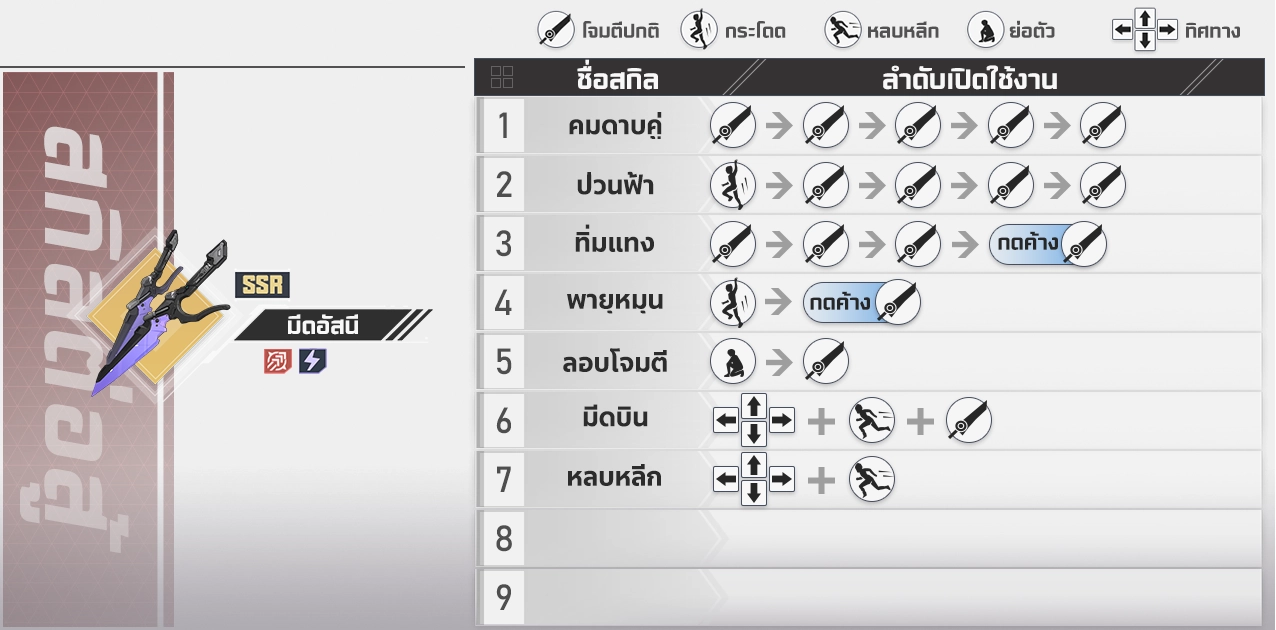 โจมตีปกติ กระโดด หลบหลีก ย่อตัว ทิศทาง
ชื่อสกิล ลำดับเปิดใช้งาน
สกิลต่อสู้
SSR
มีดอัสนี
1 คมดาบคู่
2 ป่วนฟ้า
3 ทิ่มแทง กดค้าง
4 พายุหมุน กดค้าง
5 ลอบโจมตี
6 มีดบิน
7 หลบหลีก
8
9